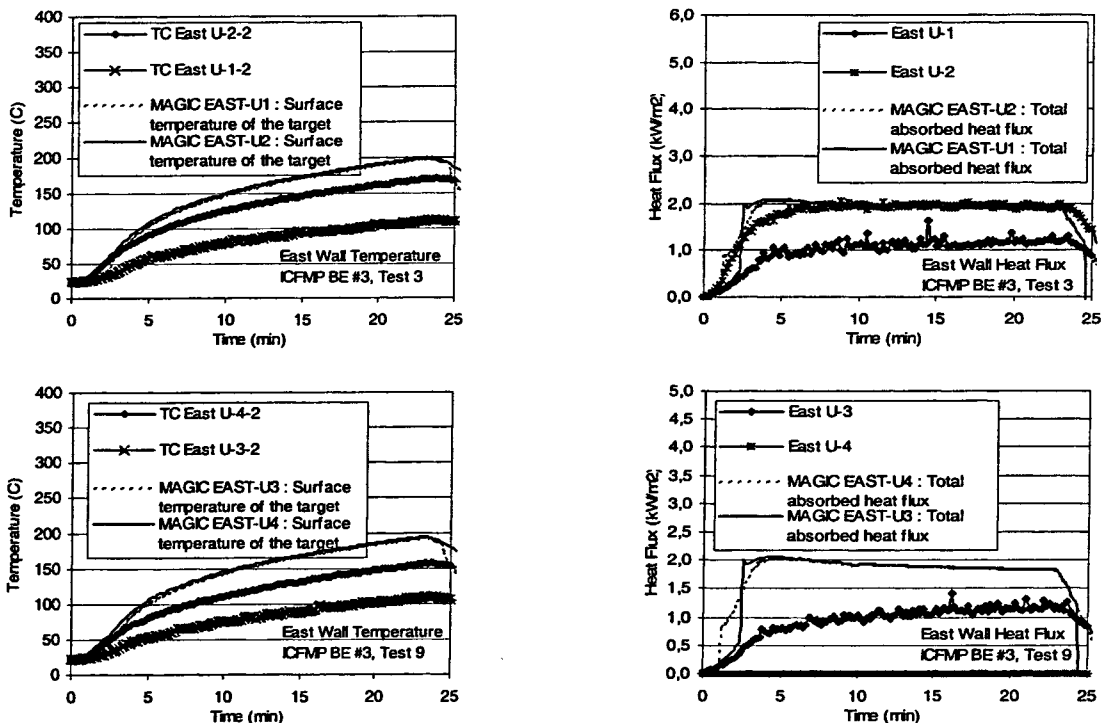 400
350
300
250
200
150
100
50
0
Temperature (C)
TC East U-2-2
TC East U-1-2
MAGIC EAST-U1 : Surface
temperature of the target
MAGIC EAST-U2 : Surface
temperature of the target
East Wall Temperature
ICFMP BE #3, Test 3
0 5 10 15 20 25
Time (min)
6,0
5,0
4,0
3,0
2,0
1,0
0,0
Heat Flux (kW/m2;
East U-1
East U-2
MAGIC EAST-U2 : Total
absorbed heat flux
MAGIC EAST-U1 : Total
absorbed heat flux
East Wall Heat Flux
ICFMP BE #3, Test 3
0 5 10 15 20 25
Time (min)
400
350
300
250
200
150
100
50
0
Temperature (C)
TC East U-4-2
TC East U-3-2
MAGIC EAST-U3 : Surface
temperature of the target
MAGIC EAST-U4 : Surface
temperature of the target
East Wall Temperature
ICFMP BE #3, Test 9
0 5 10 15 20 25
Time (min)
5,0
4,5
4,0
3,5
3,0
2,5
2,0
1,5
1,0
0,5
0,0
Heat Flux (kW/m2;
East U-3
East U-4
MAGIC EAST-U4 : Total
absorbed heat flux
MAGIC EAST-U3 : Total
absorbed heat flux
East Wall Heat Flux
ICFMP BE #3, Test 9
0 5 10 15 20 25
Time (min)